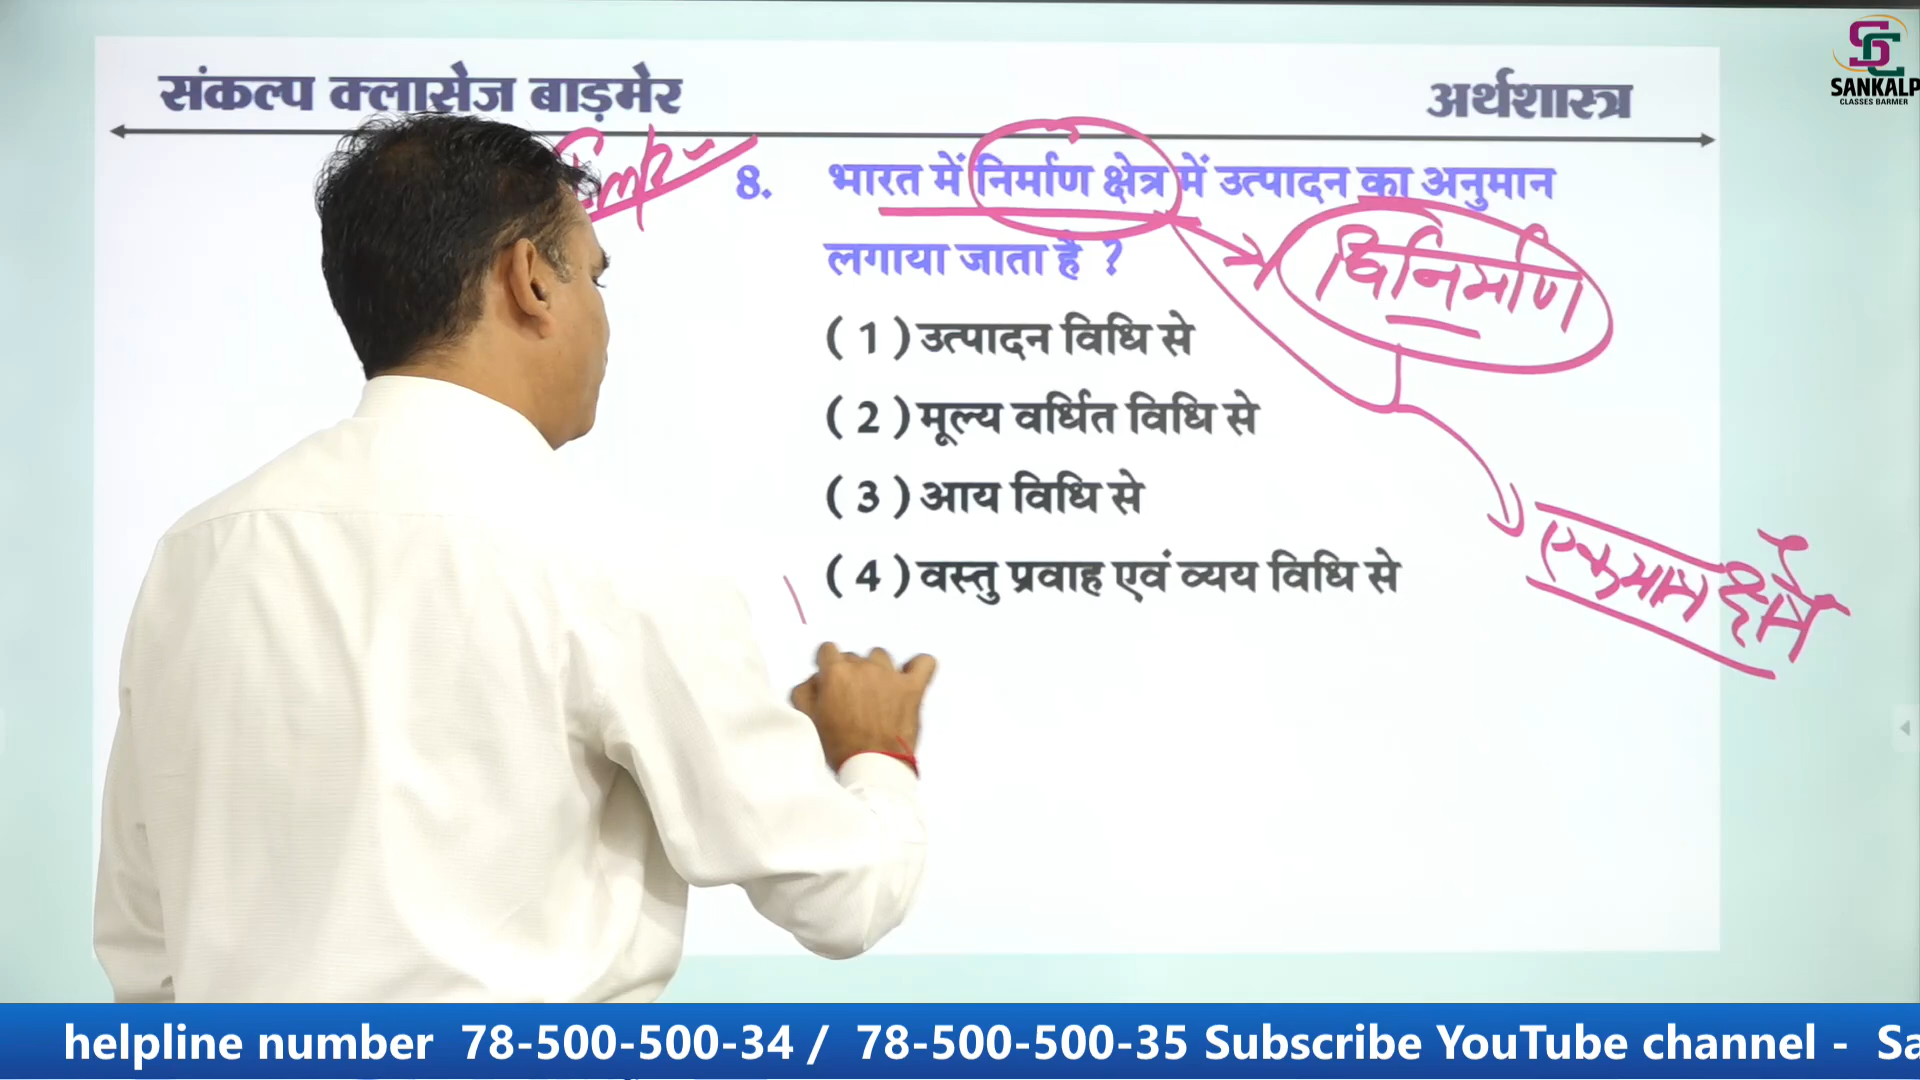 संकल्प क्लासेज बाड़मेर
अर्थशास्त्र
SANKALP
CLASSES BARMER
Imp
8. भारत में निर्माण क्षेत्र में उत्पादन का अनुमान
लगाया जाता है ?
विनिर्माण
( 1 ) उत्पादन विधि से
( 2 ) मूल्य वर्धित विधि से
( 3 ) आय विधि से
( 4 ) वस्तु प्रवाह एवं व्यय विधि से
एकमात्र क्षेत्र
helpline number 78-500-500-34 / 78-500-500-35 Subscribe YouTube channel - Sa